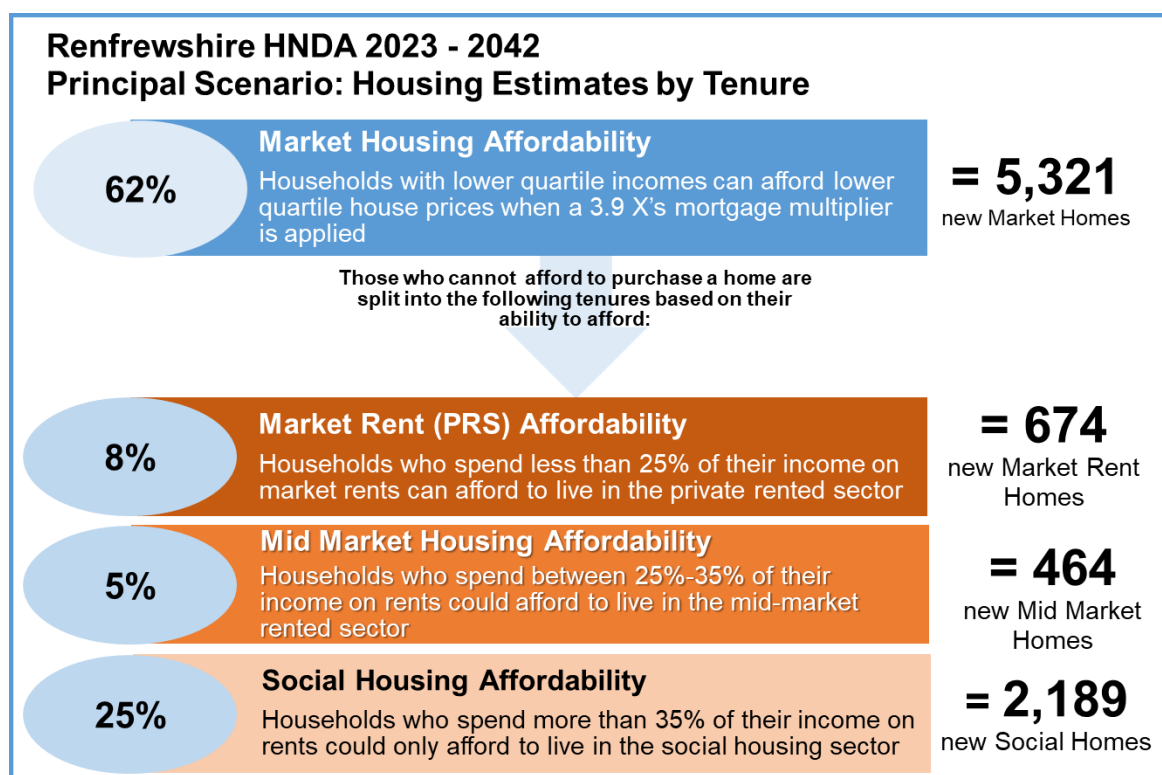 Renfrewshire HNDA 2023 - 2042
Principal Scenario: Housing Estimates by Tenure
62%
Market Housing Affordability
Households with lower quartile incomes can afford lower
quartile house prices when a 3.9 X’s mortgage multiplier
is applied
= 5,321
new Market Homes
Those who cannot afford to purchase a home are
split into the following tenures based on their
ability to afford:
8%
Market Rent (PRS) Affordability
Households who spend less than 25% of their income on
market rents can afford to live in the private rented sector
= 674
new Market Rent
Homes
5%
Mid Market Housing Affordability
Households who spend between 25%-35% of their
income on rents could afford to live in the mid-market
rented sector
= 464
new Mid Market
Homes
25%
Social Housing Affordability
Households who spend more than 35% of their income on
rents could only afford to live in the social housing sector
= 2,189
new Social Homes